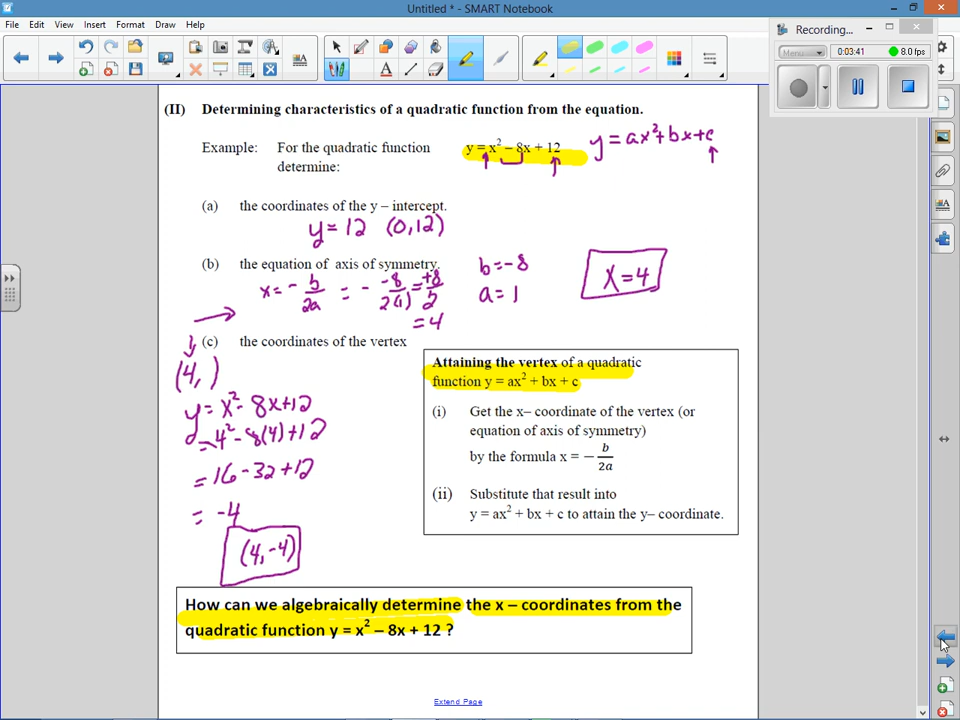 Untitled * - SMART Notebook
File Edit View Insert Format Draw Help
Recording...
Menu
00:03:41
8.0 fps
(II) Determining characteristics of a quadratic function from the equation.
Example: For the quadratic function y = x² – 8x + 12
determine:
y = ax²+bx+c
(a) the coordinates of the y – intercept.
y = 12 (0,12)
(b) the equation of axis of symmetry.
x = - b/2a = - -8/2(1) = +8/2
= 4
b = -8
a = 1
X = 4
(c) the coordinates of the vertex
(4, )
y = x² - 8x + 12
= 4² - 8(4) + 12
= 16 - 32 + 12
= -4
(4, -4)
Attaining the vertex of a quadratic
function y = ax² + bx + c
(i) Get the x– coordinate of the vertex (or
equation of axis of symmetry)
by the formula x = − b/2a
(ii) Substitute that result into
y = ax² + bx + c to attain the y– coordinate.
How can we algebraically determine the x – coordinates from the
quadratic function y = x² – 8x + 12 ?
Extend Page